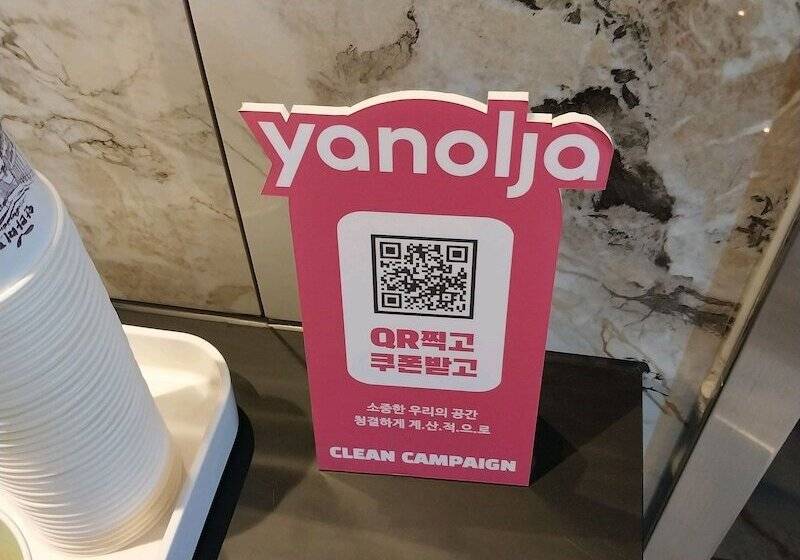 yanolja
QR찍고
쿠폰받고
소중한 우리의 공간
청결하게 계.산.적.으.로
CLEAN CAMPAIGN